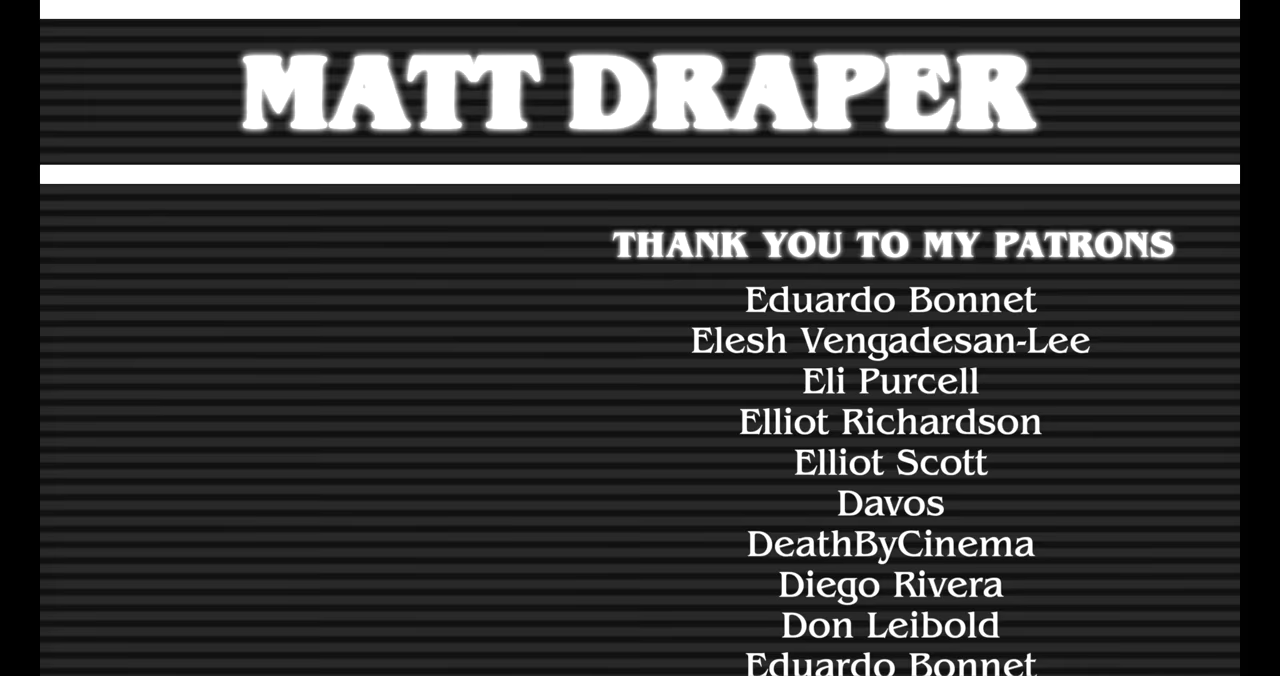 MATT DRAPER
THANK YOU TO MY PATRONS
Eduardo Bonnet
Elesh Vengadesan-Lee
Eli Purcell
Elliot Richardson
Elliot Scott
Davos
DeathByCinema
Diego Rivera
Don Leibold
Eduardo Bonnet